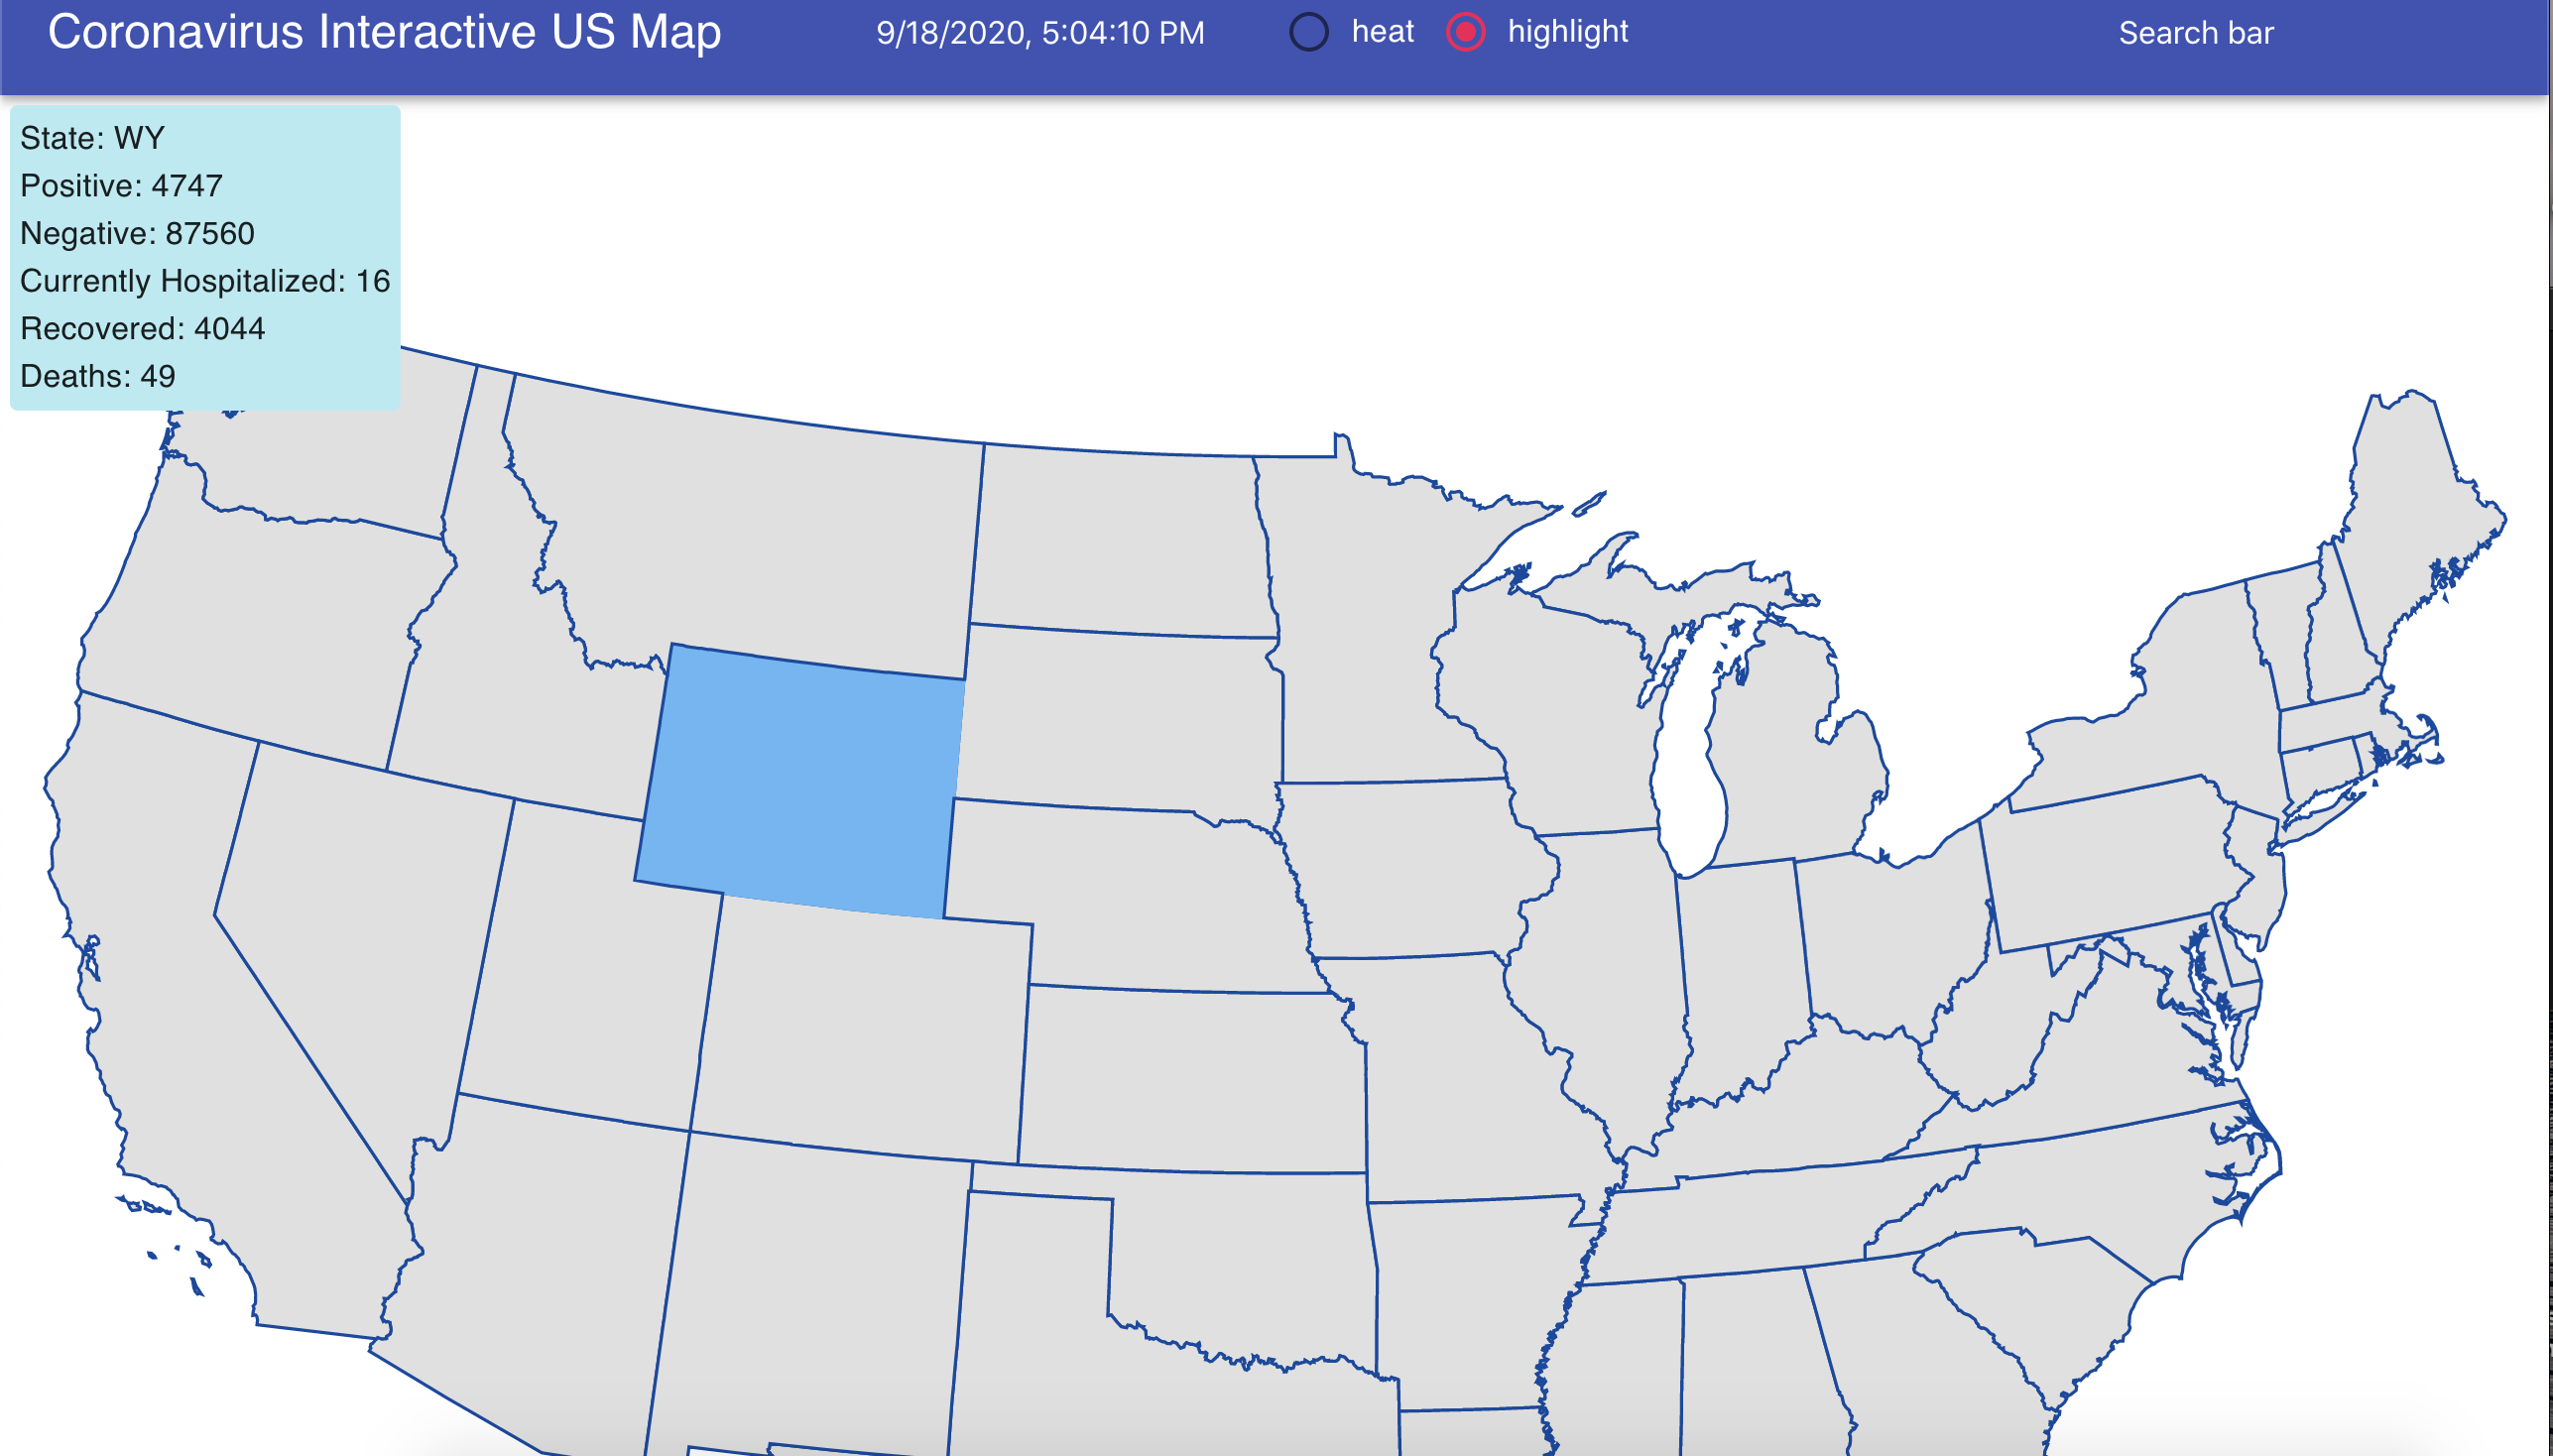 Coronavirus Interactive US Map 9/18/2020, 5:04:10 PM heat highlight Search bar
State: WY
Positive: 4747
Negative: 87560
Currently Hospitalized: 16
Recovered: 4044
Deaths: 49